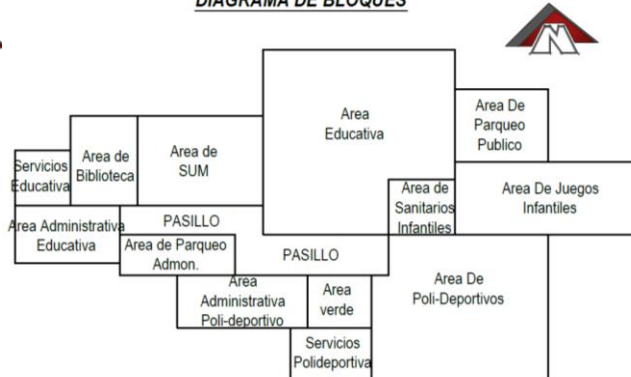 DIAGRAMA DE BLOQUES
Area
Educativa
Area De
Parqueo
Publico
Servicios
Educativa
Area de
Biblioteca
Area de
SUM
Area de
Sanitarios
Infantiles
Area De Juegos
Infantiles
Area Administrativa
Educativa
PASILLO
Area de Parqueo
Admon.
PASILLO
Area
Administrativa
Poli-deportivo
Area
verde
Area De
Poli-Deportivos
Servicios
Polideportiva